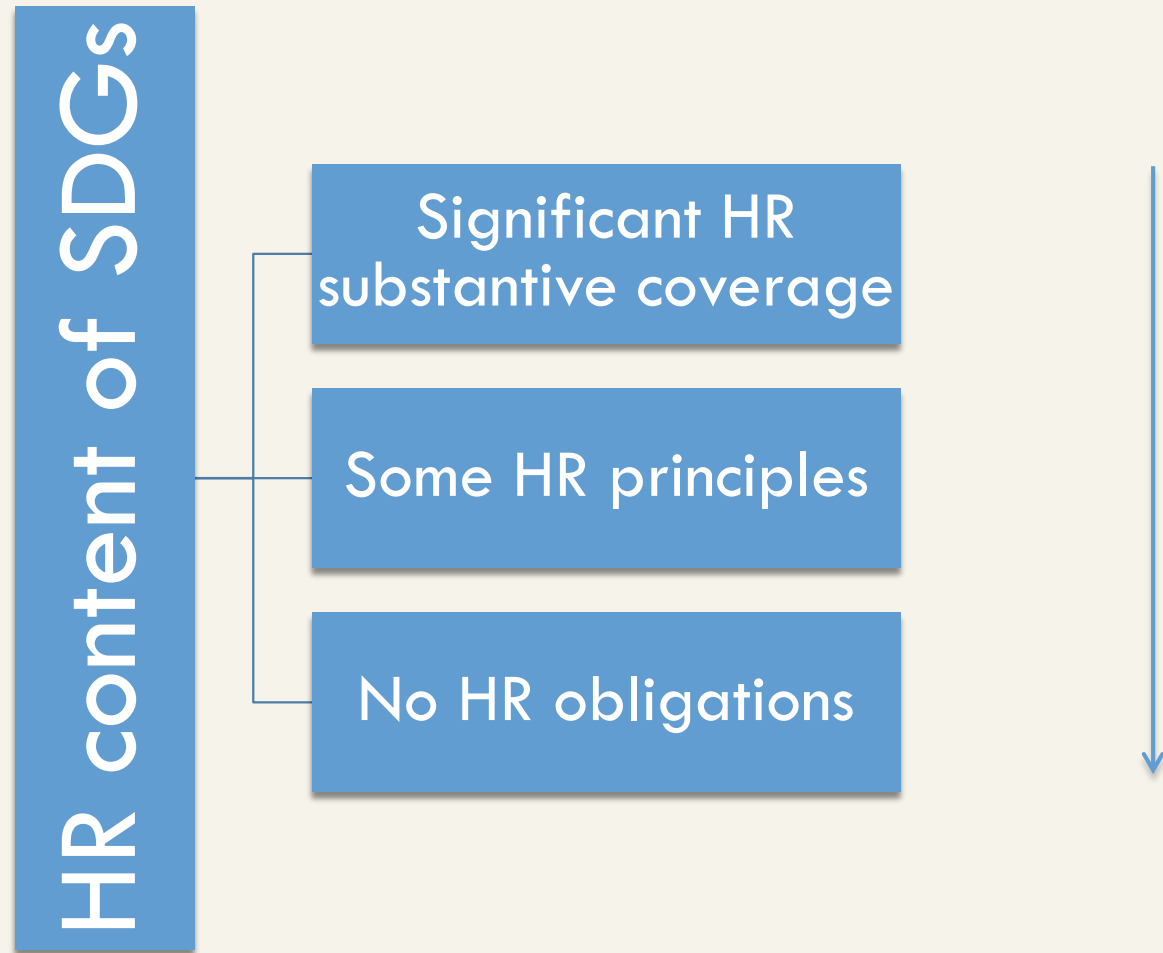 HR content of SDGs
Significant HR
substantive coverage
Some HR principles
No HR obligations